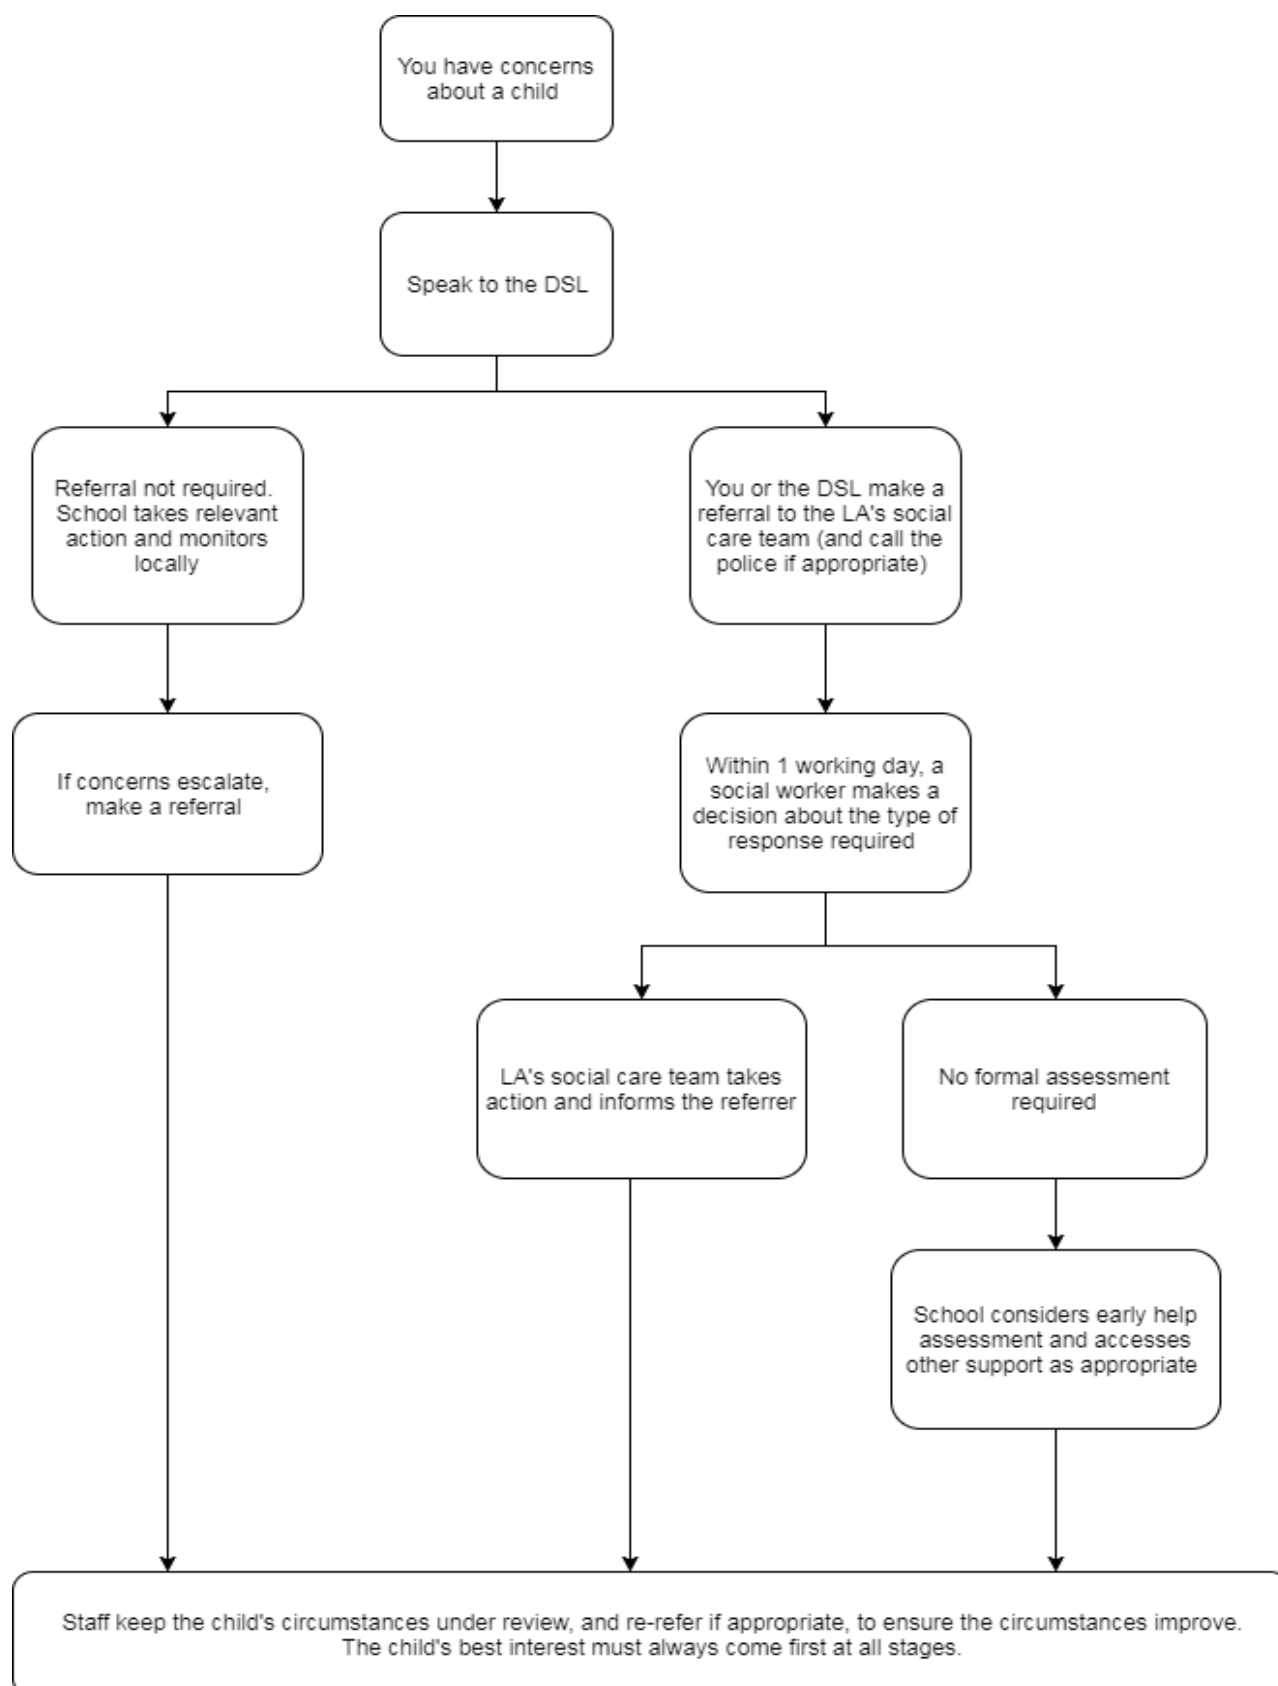 You have concerns
about a child
Speak to the DSL
Referral not required.
School takes relevant
action and monitors
locally
You or the DSL make a
referral to the LA's social
care team (and call the
police if appropriate)
If concerns escalate,
make a referral
Within 1 working day, a
social worker makes a
decision about the type of
response required
LA's social care team takes
action and informs the referrer
No formal assessment
required
School considers early help
assessment and accesses
other support as appropriate
Staff keep the child's circumstances under review, and re-refer if appropriate, to ensure the circumstances improve.
The child's best interest must always come first at all stages.